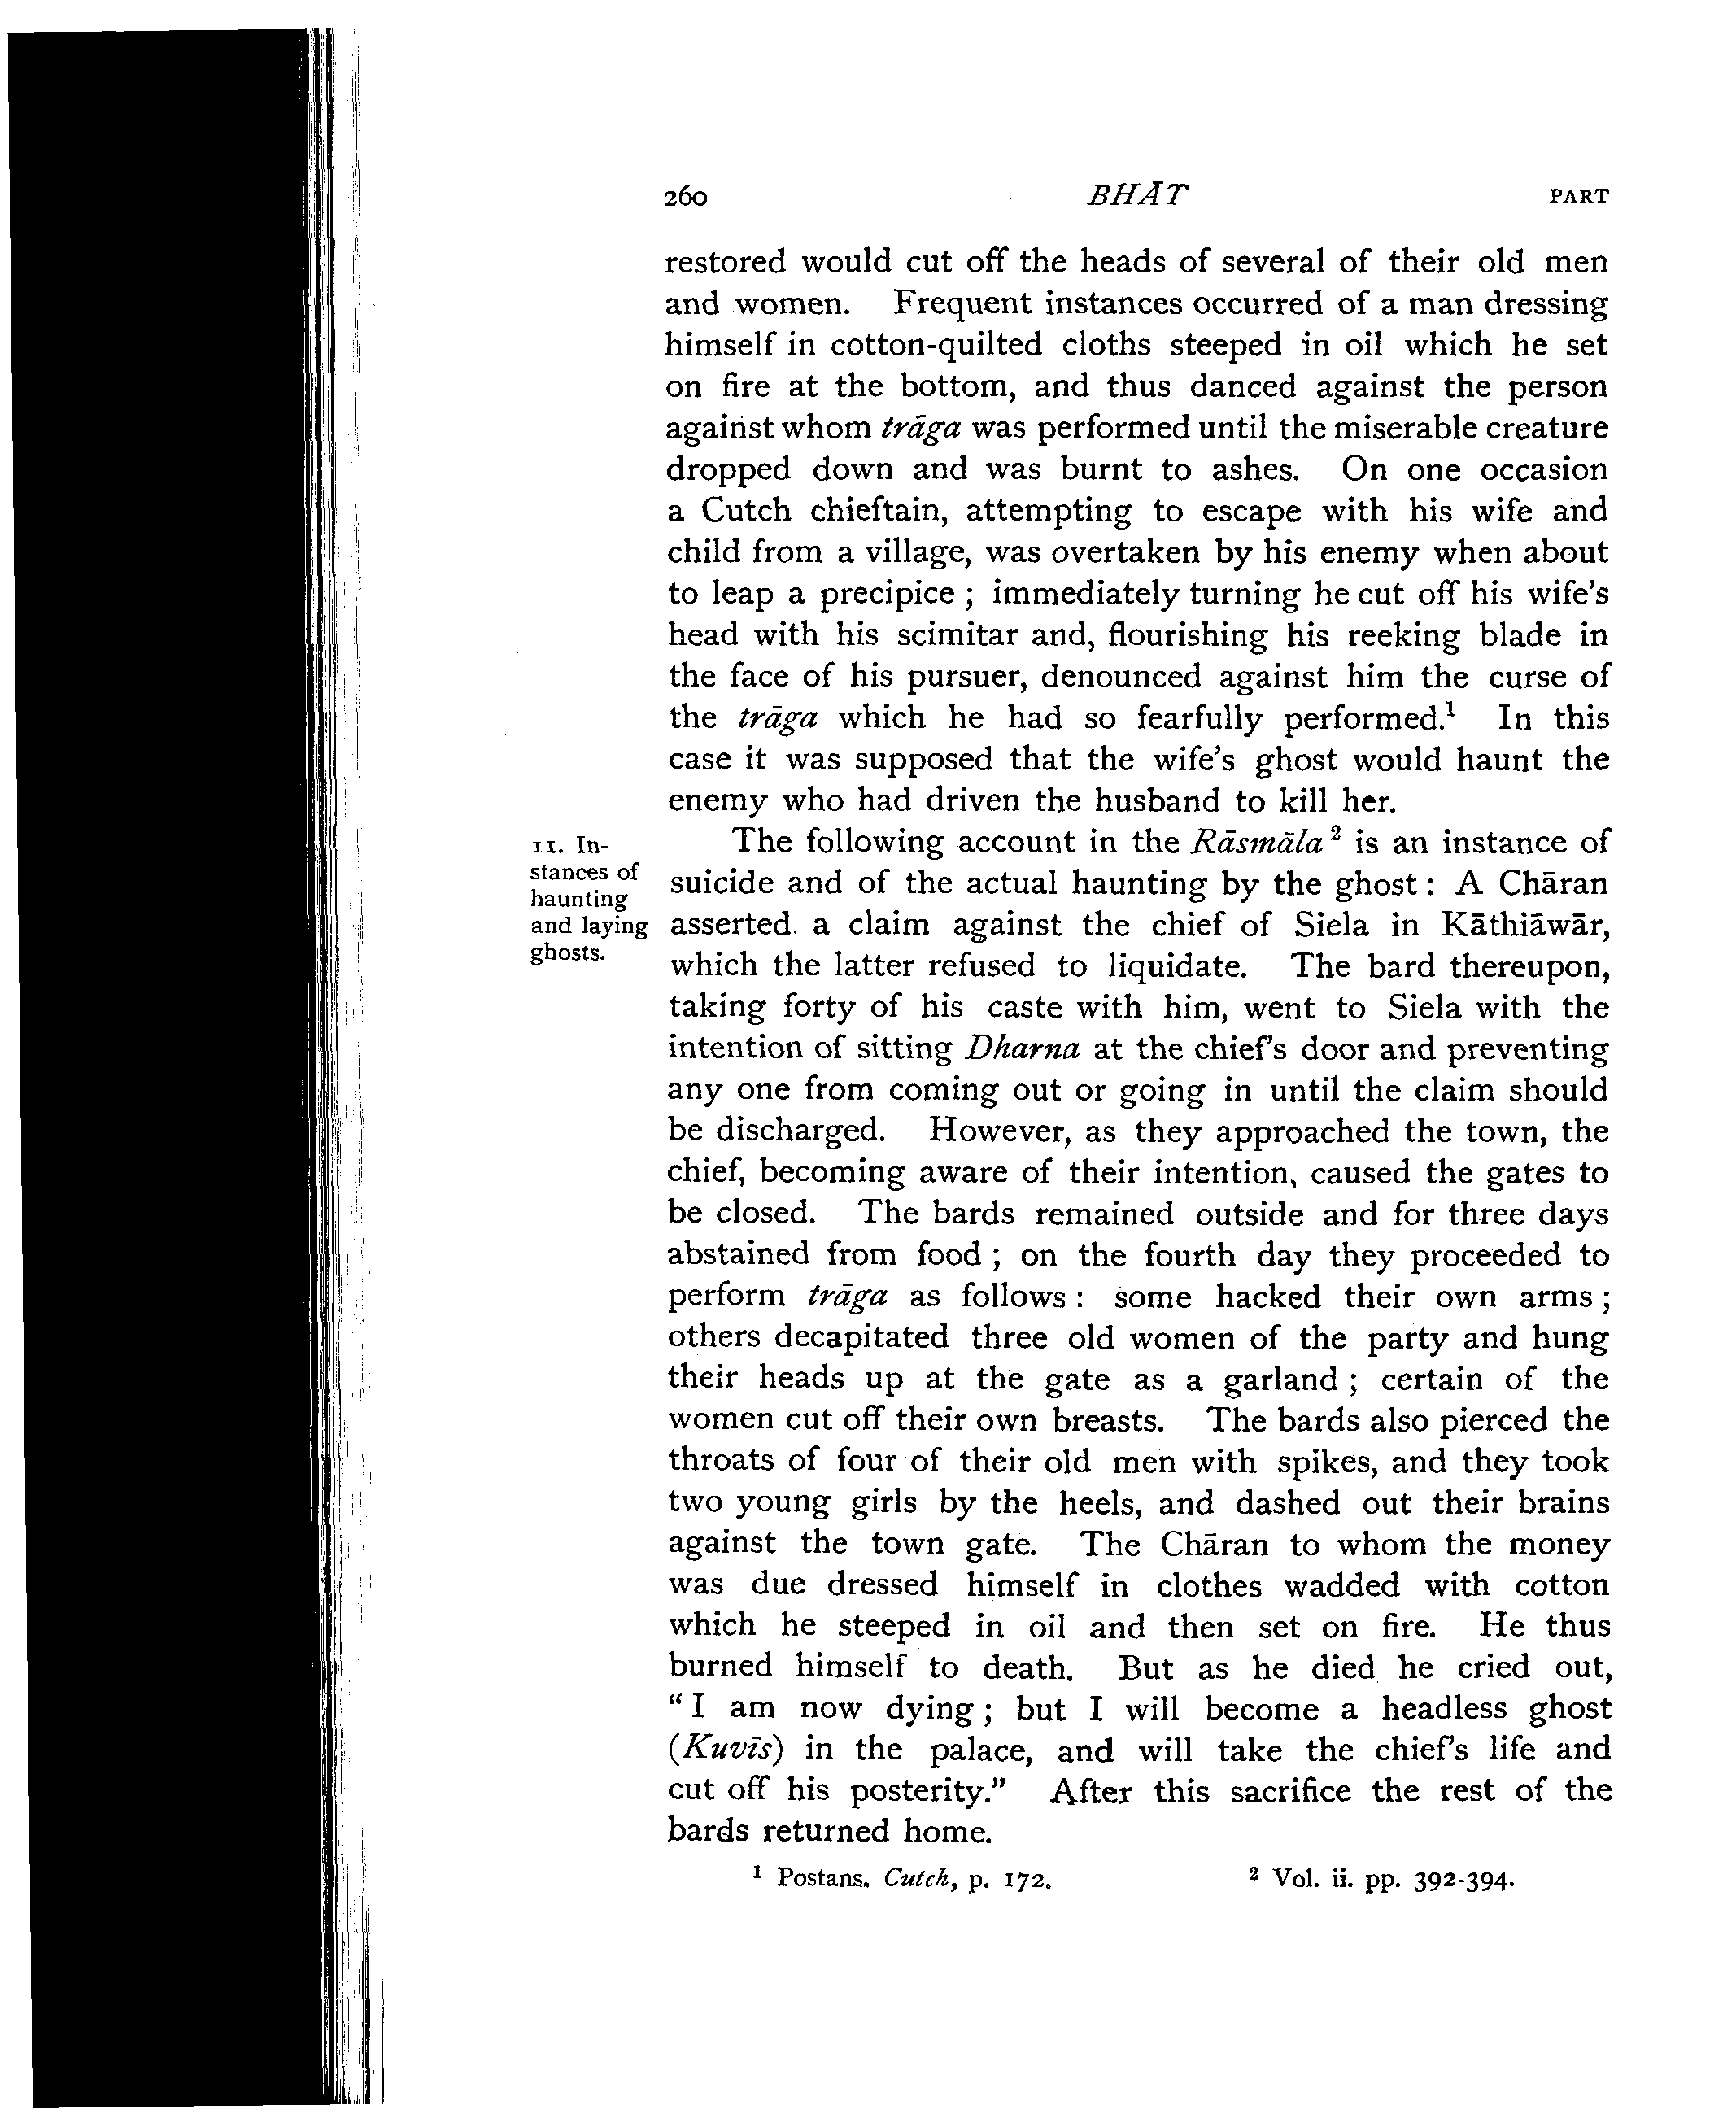 260 BHĀT PART
restored would cut off the heads of several of their old men
and women. Frequent instances occurred of a man dressing
himself in cotton-quilted cloths steeped in oil which he set
on fire at the bottom, and thus danced against the person
against whom trāga was performed until the miserable creature
dropped down and was burnt to ashes. On one occasion
a Cutch chieftain, attempting to escape with his wife and
child from a village, was overtaken by his enemy when about
to leap a precipice ; immediately turning he cut off his wife's
head with his scimitar and, flourishing his reeking blade in
the face of his pursuer, denounced against him the curse of
the trāga which he had so fearfully performed.¹ In this
case it was supposed that the wife's ghost would haunt the
enemy who had driven the husband to kill her.
11. In-
stances of
haunting
and laying
ghosts.
The following account in the Rāsmāla ² is an instance of
suicide and of the actual haunting by the ghost : A Chāran
asserted. a claim against the chief of Siela in Kāthiāwār,
which the latter refused to liquidate. The bard thereupon,
taking forty of his caste with him, went to Siela with the
intention of sitting Dharna at the chief's door and preventing
any one from coming out or going in until the claim should
be discharged. However, as they approached the town, the
chief, becoming aware of their intention, caused the gates to
be closed. The bards remained outside and for three days
abstained from food ; on the fourth day they proceeded to
perform trāga as follows : some hacked their own arms ;
others decapitated three old women of the party and hung
their heads up at the gate as a garland ; certain of the
women cut off their own breasts. The bards also pierced the
throats of four of their old men with spikes, and they took
two young girls by the heels, and dashed out their brains
against the town gate. The Chāran to whom the money
was due dressed himself in clothes wadded with cotton
which he steeped in oil and then set on fire. He thus
burned himself to death. But as he died he cried out,
"I am now dying ; but I will become a headless ghost
(Kuvīs) in the palace, and will take the chief's life and
cut off his posterity." After this sacrifice the rest of the
bards returned home.
¹ Postans. Cutch, p. 172. ² Vol. ii. pp. 392-394.